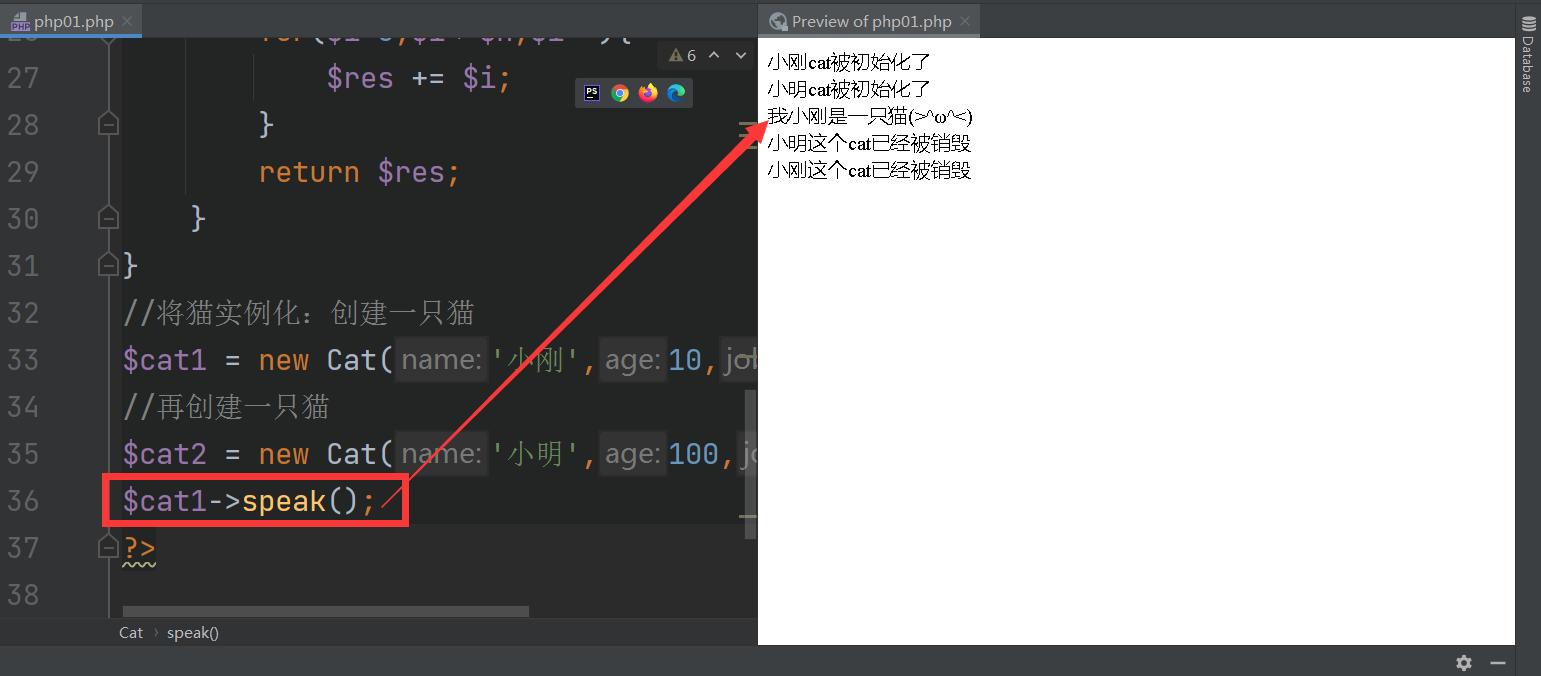 php01.php
Preview of php01.php
Database
6
27 $res += $i;
28 }
29 return $res;
30 }
31 }
32 //将猫实例化：创建一只猫
33 $cat1 = new Cat( name: '小刚', age: 10,
34 //再创建一只猫
35 $cat2 = new Cat( name: '小明', age: 100,
36 $cat1->speak();
37 ?>
38
Cat › speak()
小刚cat被初始化了
小明cat被初始化了
我小刚是一只猫(>^ω^<)
小明这个cat已经被销毁
小刚这个cat已经被销毁